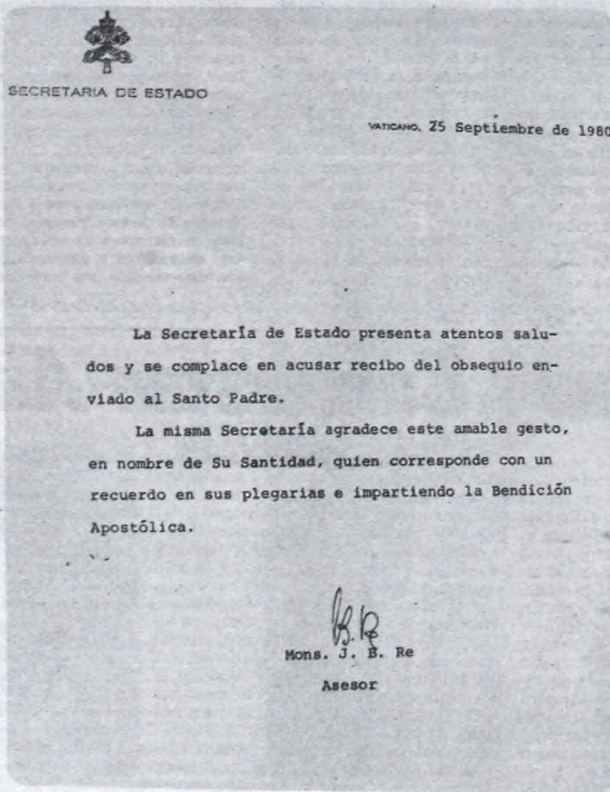 SECRETARIA DE ESTADO
VATICANO, 25 Septiembre de 1980
La Secretaría de Estado presenta atentos salu-
dos y se complace en acusar recibo del obsequio en-
viado al Santo Padre.
La misma Secretaría agradece este amable gesto,
en nombre de Su Santidad, quien corresponde con un
recuerdo en sus plegarias e impartiendo la Bendición
Apostólica.
B. Re
Mons. J. B. Re
Asesor